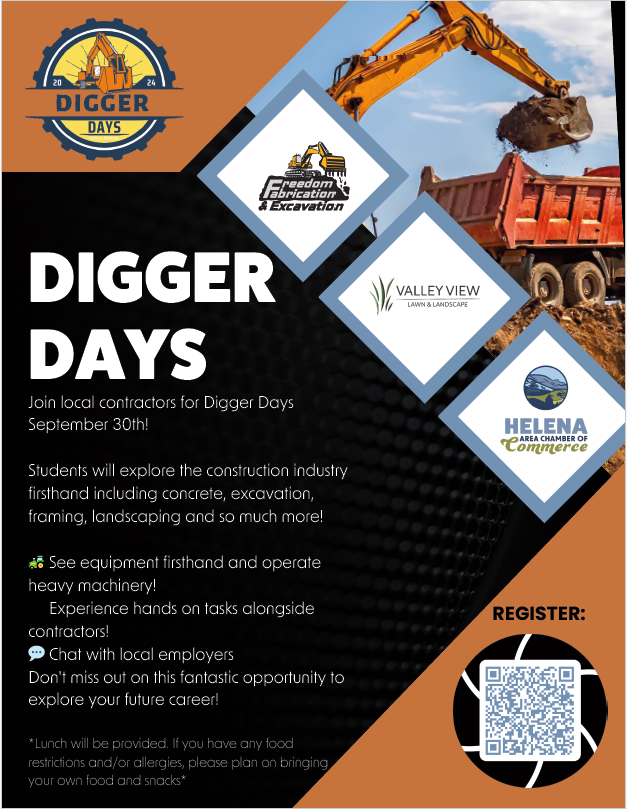 20 24
DIGGER
DAYS
Freedom
Fabrication
& Excavation
VALLEY VIEW
LAWN & LANDSCAPE
HELENA
AREA CHAMBER OF
Commerce
DIGGER
DAYS
Join local contractors for Digger Days
September 30th!
Students will explore the construction industry
firsthand including concrete, excavation,
framing, landscaping and so much more!
🚜 See equipment firsthand and operate
heavy machinery!
Experience hands on tasks alongside
contractors!
💬 Chat with local employers
Don't miss out on this fantastic opportunity to
explore your future career!
*Lunch will be provided. If you have any food
restrictions and/or allergies, please plan on bringing
your own food and snacks*
REGISTER: